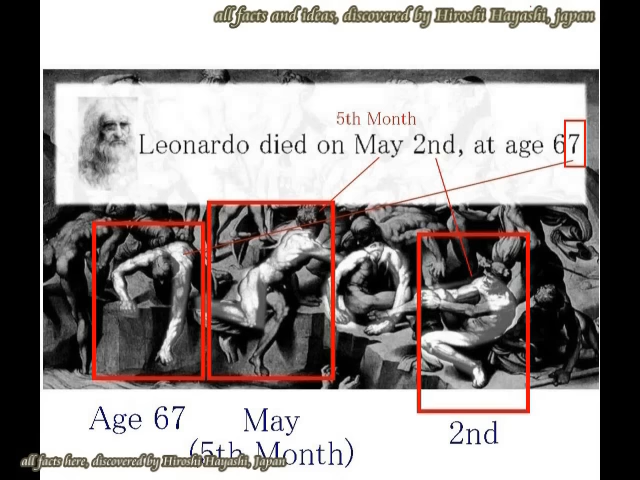 all facts and ideas, discovered by Hiroshi Hayashi, japan
5th Month
Leonardo died on May 2nd, at age 67
Age 67
May
2nd
(5th Month)
all facts here, discovered by Hiroshi Hayashi, Japan